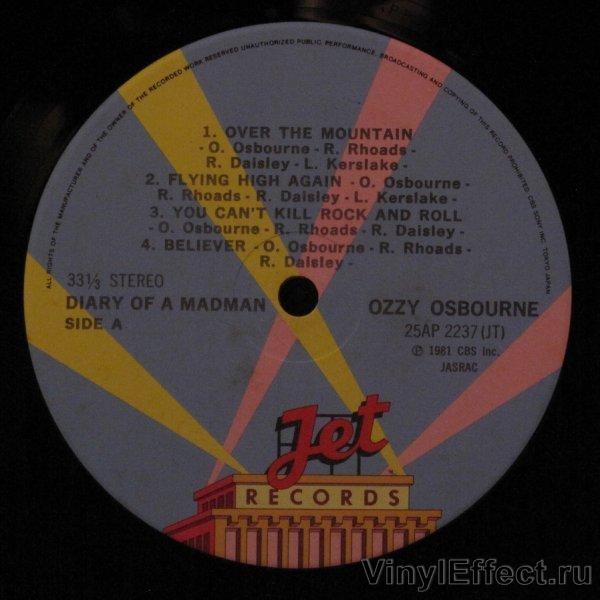 ALL RIGHTS OF THE MANUFACTURER AND OF THE OWNER OF THE RECORDED WORK RESERVED UNAUTHORIZED PUBLIC PERFORMANCE, BROADCASTING AND COPYING OF THIS RECORD PROHIBITED. CBS SONY INC. TOKYO JAPAN
1. OVER THE MOUNTAIN
- O. Osbourne - R. Rhoads -
R. Daisley - L. Kerslake -
2. FLYING HIGH AGAIN - O. Osbourne -
R. Rhoads - R. Daisley - L. Kerslake -
3. YOU CAN'T KILL ROCK AND ROLL
- O. Osbourne - R. Rhoads - R. Daisley -
4. BELIEVER - O. Osbourne - R. Rhoads -
R. Daisley -
33⅓ STEREO
DIARY OF A MADMAN
SIDE A
OZZY OSBOURNE
25AP 2237(JT)
℗ 1981 CBS Inc.
JASRAC
Jet
RECORDS
VinylEffect.ru